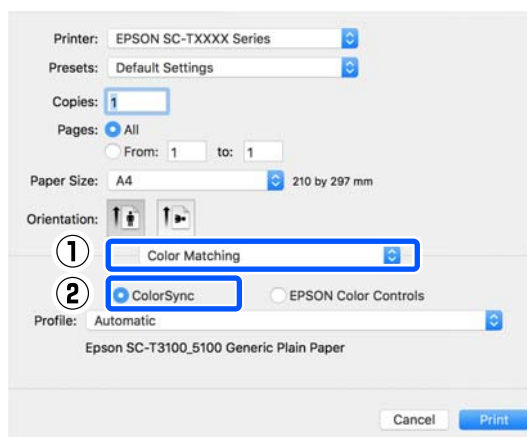 Printer: EPSON SC-TXXXX Series
Presets: Default Settings
Copies: 1
Pages: All
From: 1 to: 1
Paper Size: A4 210 by 297 mm
Orientation:
① Color Matching
② ColorSync EPSON Color Controls
Profile: Automatic
Epson SC-T3100_5100 Generic Plain Paper
Cancel Print